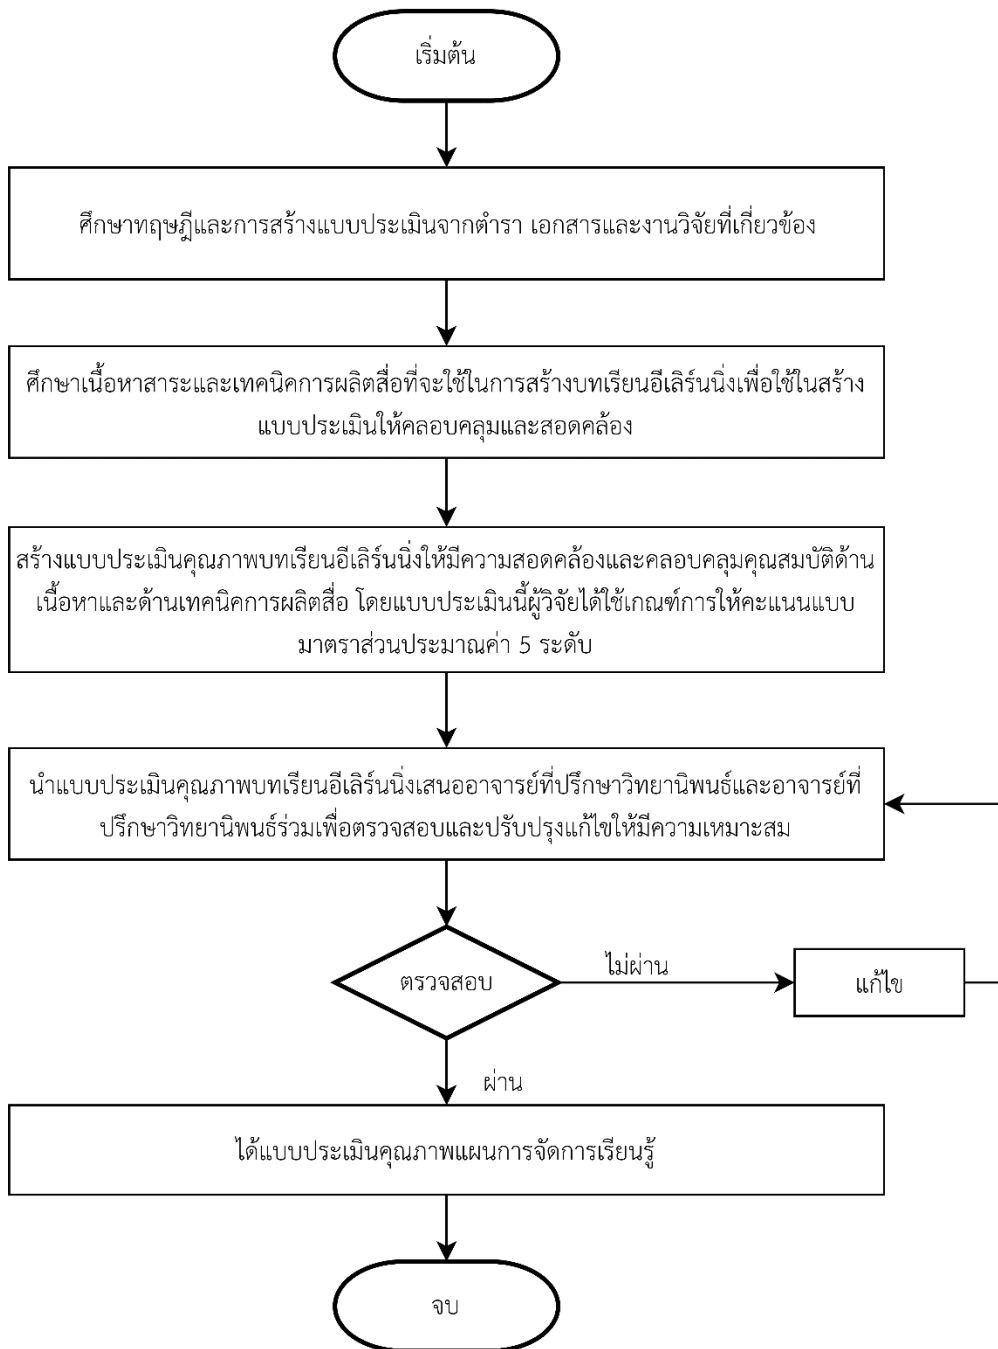 เริ่มต้น
ศึกษาทฤษฎีและการสร้างแบบประเมินจากตำรา เอกสารและงานวิจัยที่เกี่ยวข้อง
ศึกษาเนื้อหาสาระและเทคนิคการผลิตสื่อที่จะใช้ในการสร้างบทเรียนอีเลิร์นนิ่งเพื่อใช้ในสร้าง
แบบประเมินให้คลอบคลุมและสอดคล้อง
สร้างแบบประเมินคุณภาพบทเรียนอีเลิร์นนิ่งให้มีความสอดคล้องและคลอบคลุมคุณสมบัติด้าน
เนื้อหาและด้านเทคนิคการผลิตสื่อ โดยแบบประเมินนี้ผู้วิจัยได้ใช้เกณฑ์การให้คะแนนแบบ
มาตราส่วนประมาณค่า 5 ระดับ
นำแบบประเมินคุณภาพบทเรียนอีเลิร์นนิ่งเสนออาจารย์ที่ปรึกษาวิทยานิพนธ์และอาจารย์ที่
ปรึกษาวิทยานิพนธ์ร่วมเพื่อตรวจสอบและปรับปรุงแก้ไขให้มีความเหมาะสม
ตรวจสอบ
ไม่ผ่าน
แก้ไข
ผ่าน
ได้แบบประเมินคุณภาพแผนการจัดการเรียนรู้
จบ